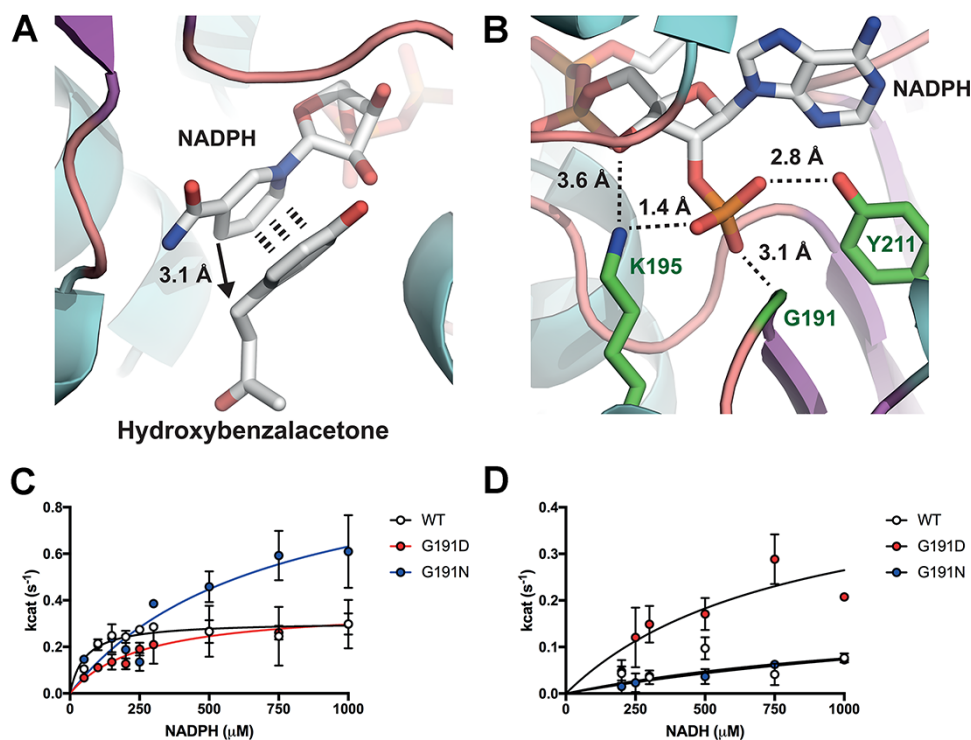 A
NADPH
3.1 Å
Hydroxybenzalacetone
B
NADPH
3.6 Å
1.4 Å
2.8 Å
K195
3.1 Å
Y211
G191
C
kcat (s-1)
0.8
0.6
0.4
0.2
0.0
0 250 500 750 1000
NADPH (μM)
WT
G191D
G191N
D
kcat (s-1)
0.4
0.3
0.2
0.1
0.0
0 250 500 750 1000
NADH (μM)
WT
G191D
G191N